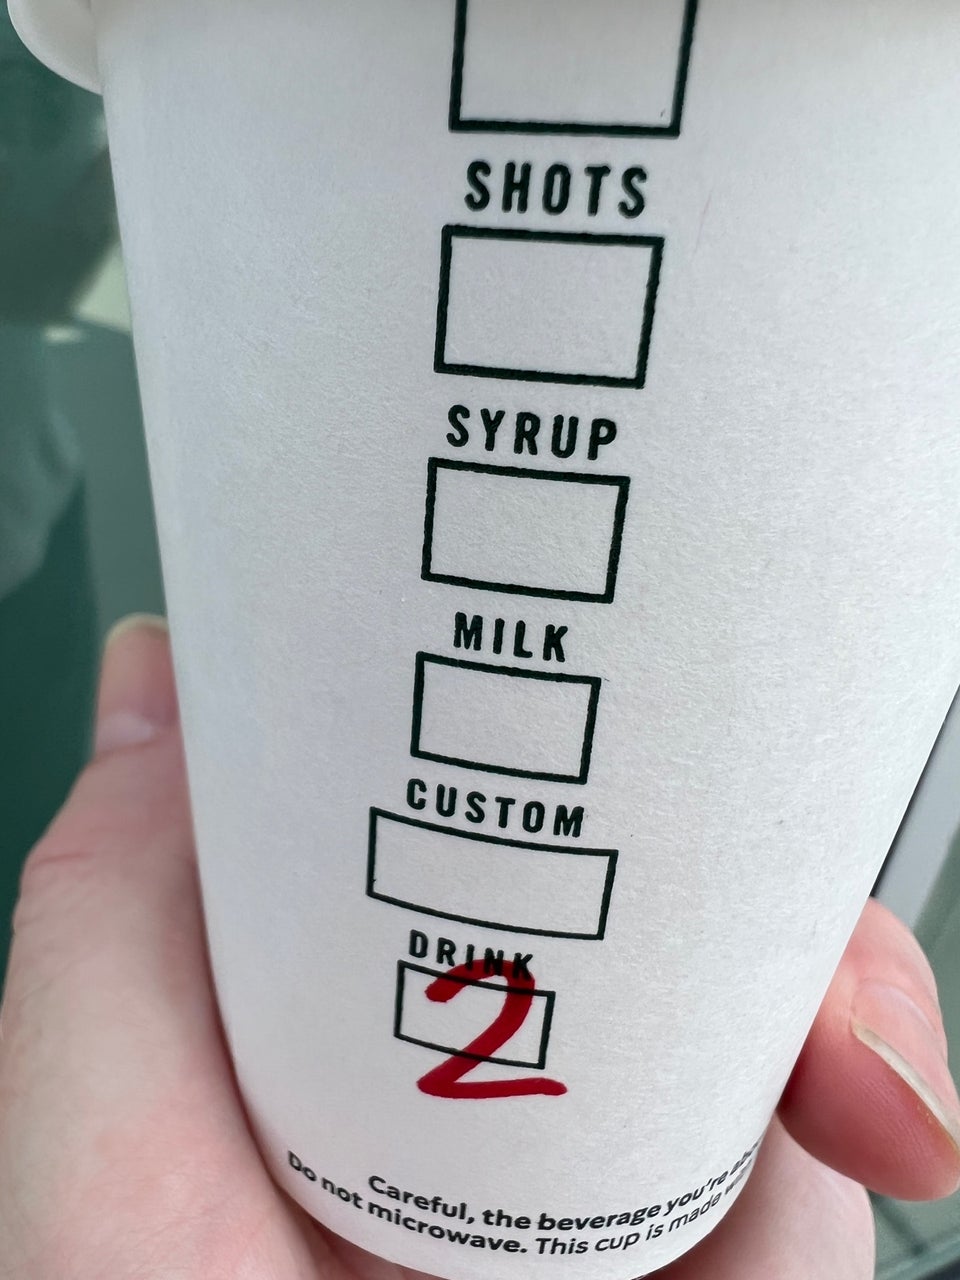 SHOTS
SYRUP
MILK
CUSTOM
DRINK
2
Careful, the beverage you're
Do not microwave. This cup is made